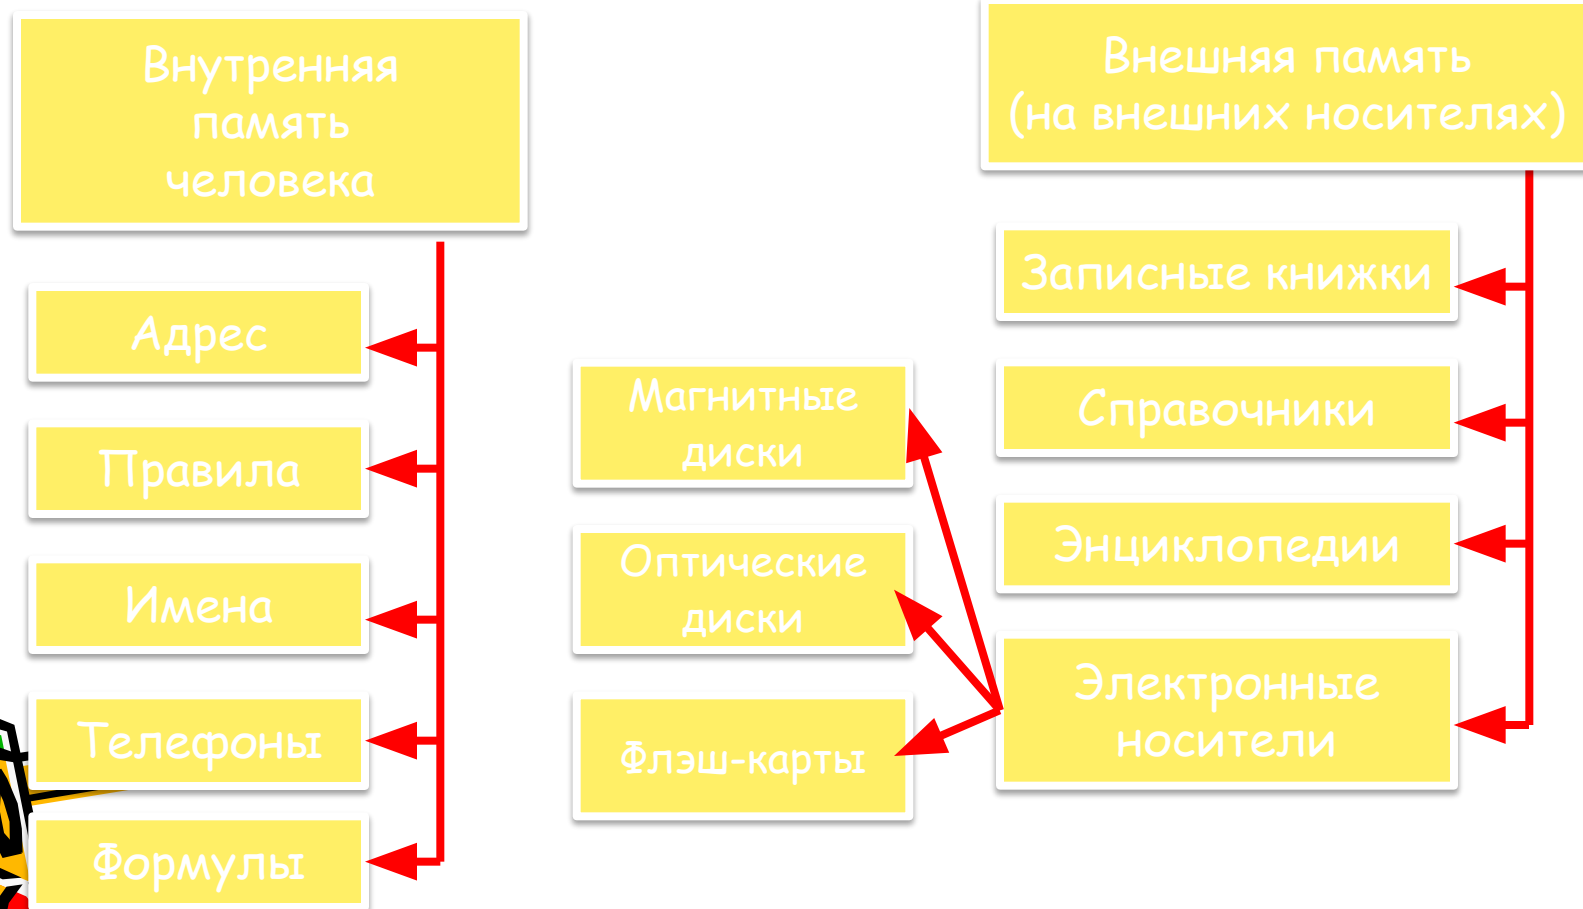 Внутренняя
память
человека
Адрес
Правила
Имена
Телефоны
Формулы
Внешняя память
(на внешних носителях)
Записные книжки
Справочники
Энциклопедии
Электронные
носители
Магнитные
диски
Оптические
диски
Флэш-карты